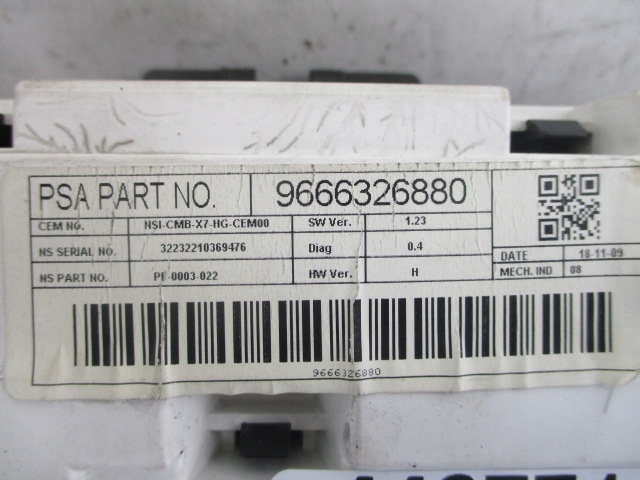 PSA PART NO. 9666326880
CEM NO. NSI-CMB-X7-HG-CEM00 SW Ver. 1.23
NS SERIAL NO. 32232210369476 Diag 0.4
DATE 18-11-09
NS PART NO. PF-0003-022 HW Ver. H
MECH. IND 08
9666326880